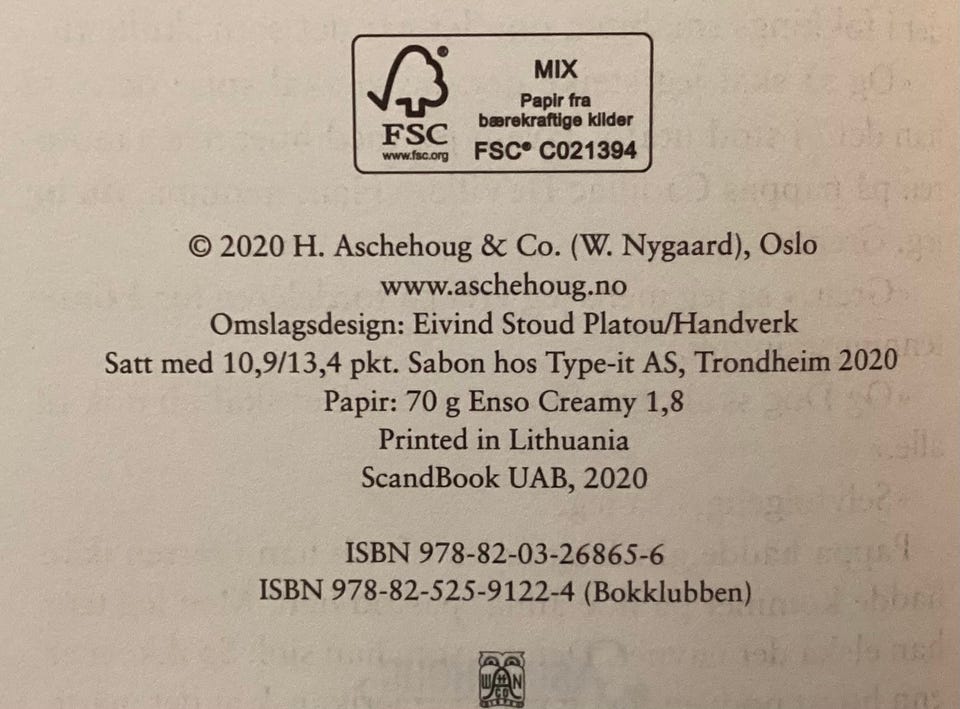 MIX
Papir fra
bærekraftige kilder
FSC® C021394
®
FSC
www.fsc.org
© 2020 H. Aschehoug & Co. (W. Nygaard), Oslo
www.aschehoug.no
Omslagsdesign: Eivind Stoud Platou/Handverk
Satt med 10,9/13,4 pkt. Sabon hos Type-it AS, Trondheim 2020
Papir: 70 g Enso Creamy 1,8
Printed in Lithuania
ScandBook UAB, 2020
ISBN 978-82-03-26865-6
ISBN 978-82-525-9122-4 (Bokklubben)